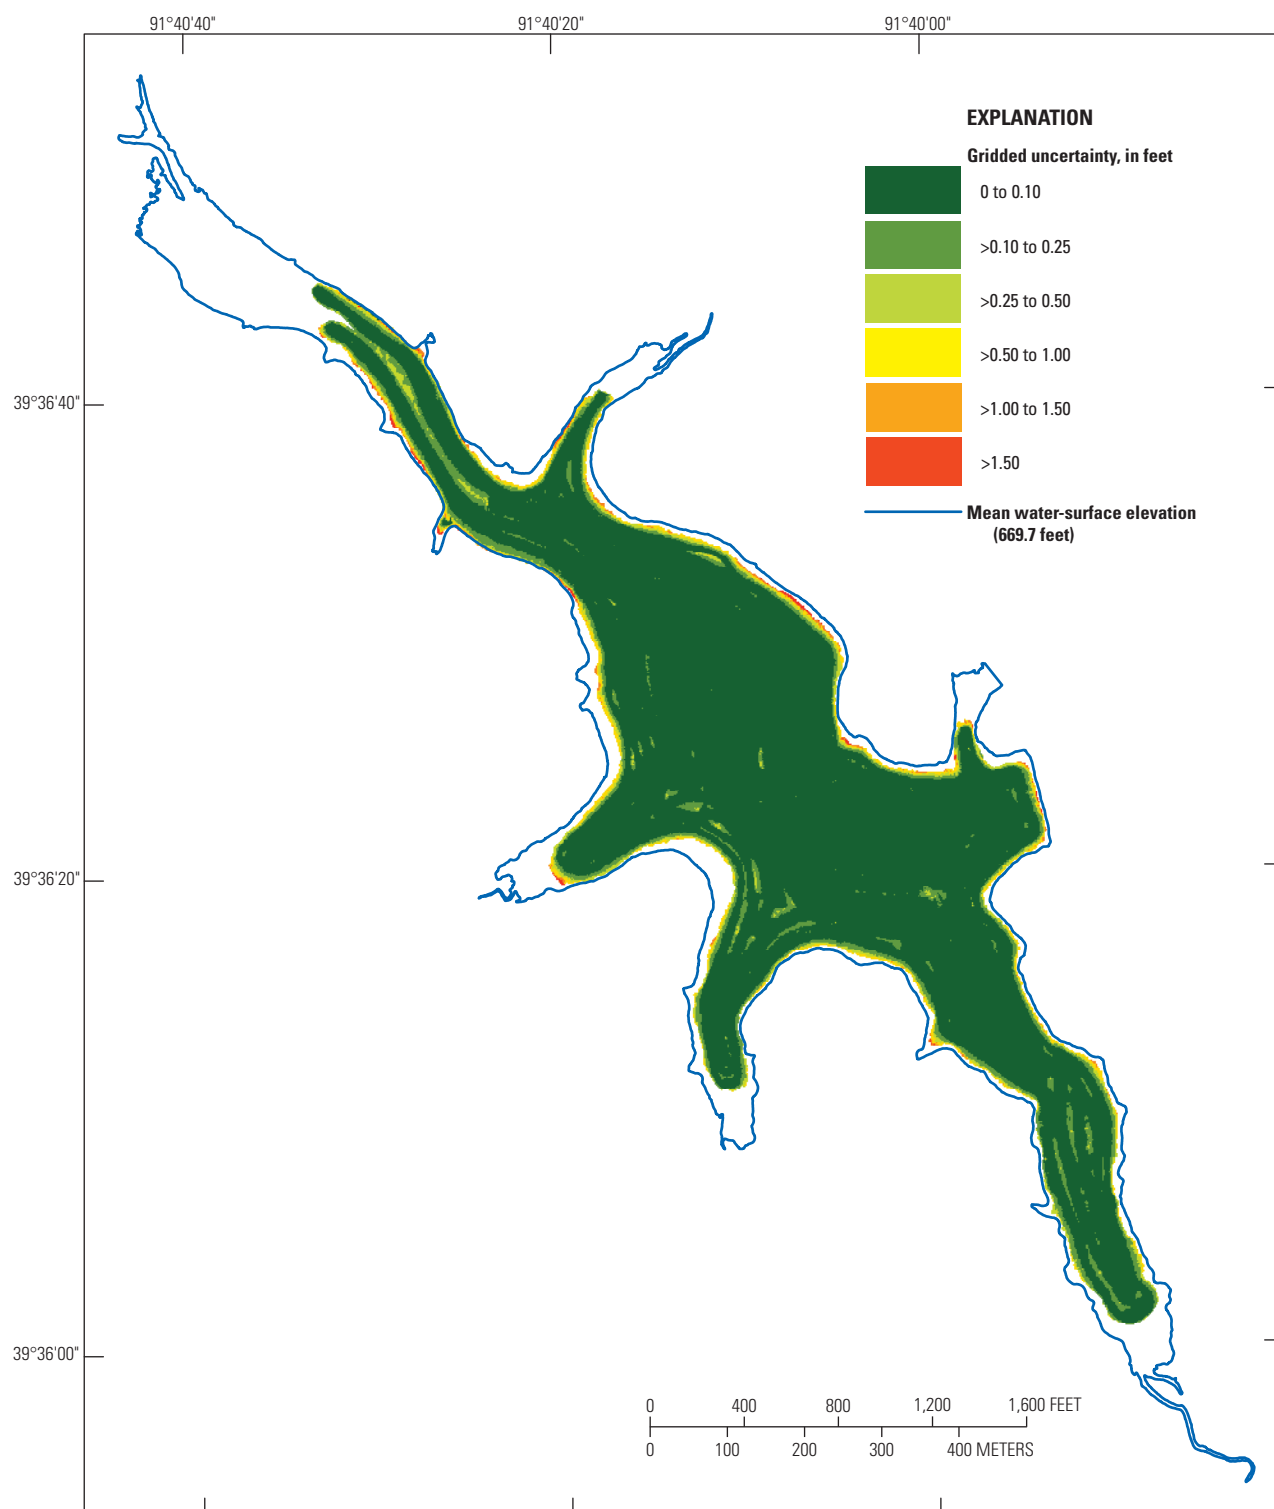 91°40'40"
91°40'20"
91°40'00"
EXPLANATION
Gridded uncertainty, in feet
0 to 0.10
>0.10 to 0.25
>0.25 to 0.50
>0.50 to 1.00
>1.00 to 1.50
>1.50
Mean water-surface elevation
(669.7 feet)
39°36'40"
39°36'20"
39°36'00"
0 400 800 1,200 1,600 FEET
0 100 200 300 400 METERS